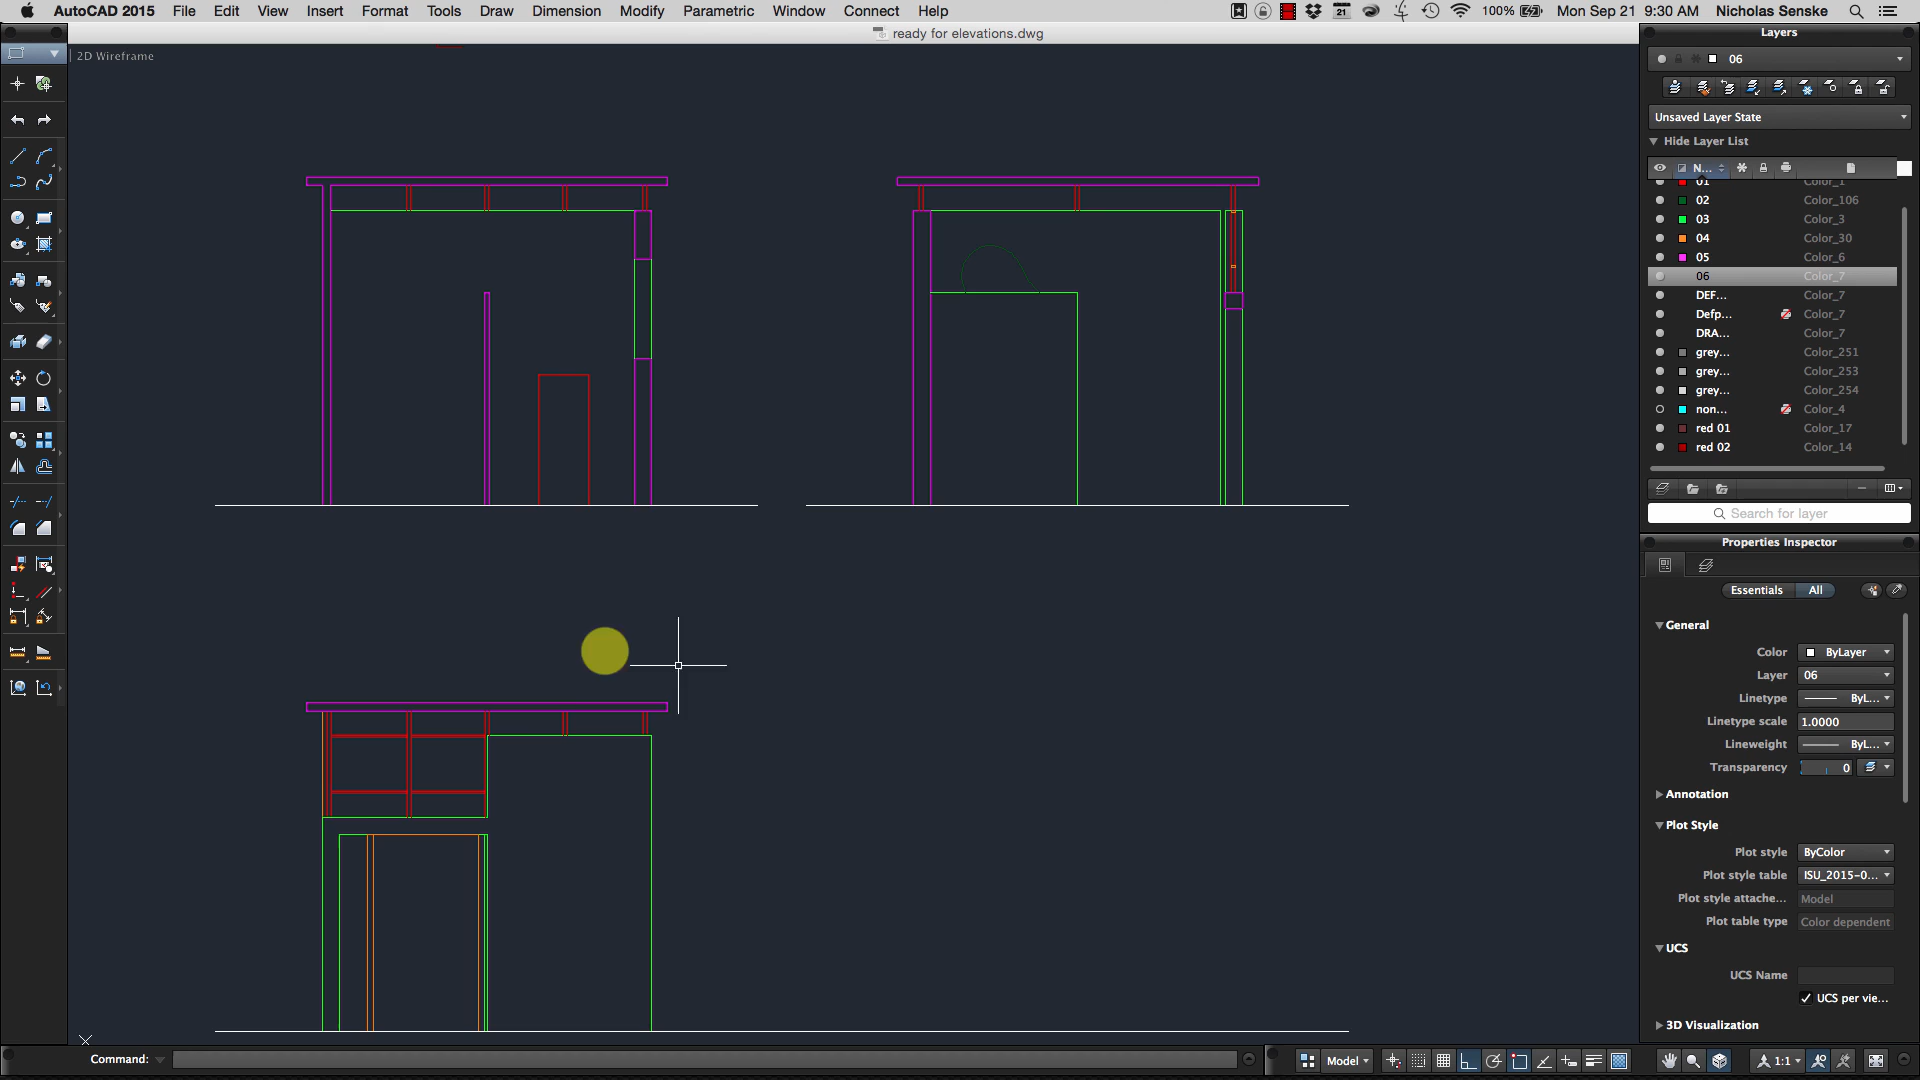 AutoCAD 2015 File Edit View Insert Format Tools Draw Dimension Modify Parametric Window Connect Help 21 100% Mon Sep 21 9:30 AM Nicholas Senske
ready for elevations.dwg
2D Wireframe
Layers
06
Unsaved Layer State
Hide Layer List
N...
01 Color_1
02 Color_106
03 Color_3
04 Color_30
05 Color_6
06 Color_7
DEF... Color_7
Defp... Color_7
DRA... Color_7
grey... Color_251
grey... Color_253
grey... Color_254
non... Color_4
red 01 Color_17
red 02 Color_14
Search for layer
Properties Inspector
Essentials All
General
Color ByLayer
Layer 06
Linetype ByL...
Linetype scale 1.0000
Lineweight ByL...
Transparency 0
Annotation
Plot Style
Plot style ByColor
Plot style table ISU_2015-0...
Plot style attache... Model
Plot table type Color dependent
UCS
UCS Name
UCS per vie...
3D Visualization
Command: Model 1:1